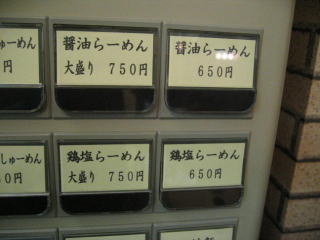 ゅーめん
円
醤油らーめん
大盛り 750円
醤油らーめん
650円
しゅーめん
0円
鶏塩らーめん
大盛り 750円
鶏塩らーめん
650円